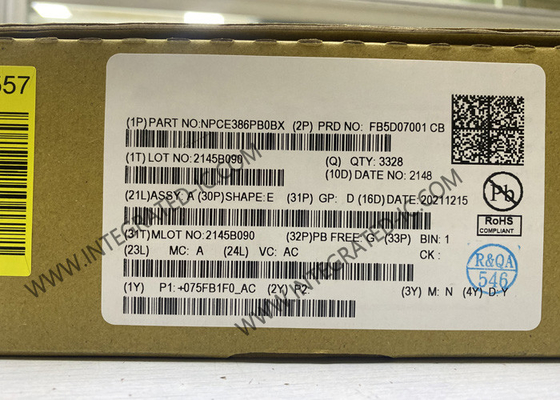 557
(1P)PART NO:NPCE386PB0BX (2P) PRD NO: FB5D07001 CB
(1T) LOT NO:2145B090 (Q) QTY: 3328
(10D) DATE NO: 2148
(21L)ASSY: A (30P)SHAPE:E (31P) GP: D (16D)DATE:20211215
(31T)MLOT NO:2145B090 (32P)PB FREE: G (33P) BIN: 1
(23L) MC: A (24L) VC: AC CK :
(1Y) P1:+075FB1F0_AC (2Y) P2: (3Y) M: N (4Y) D:Y
Pb
RoHS
COMPLIANT
R&QA
546
WWW.INTEGRATED-IC.COM
WWW.INTEGRATED-IC.COM